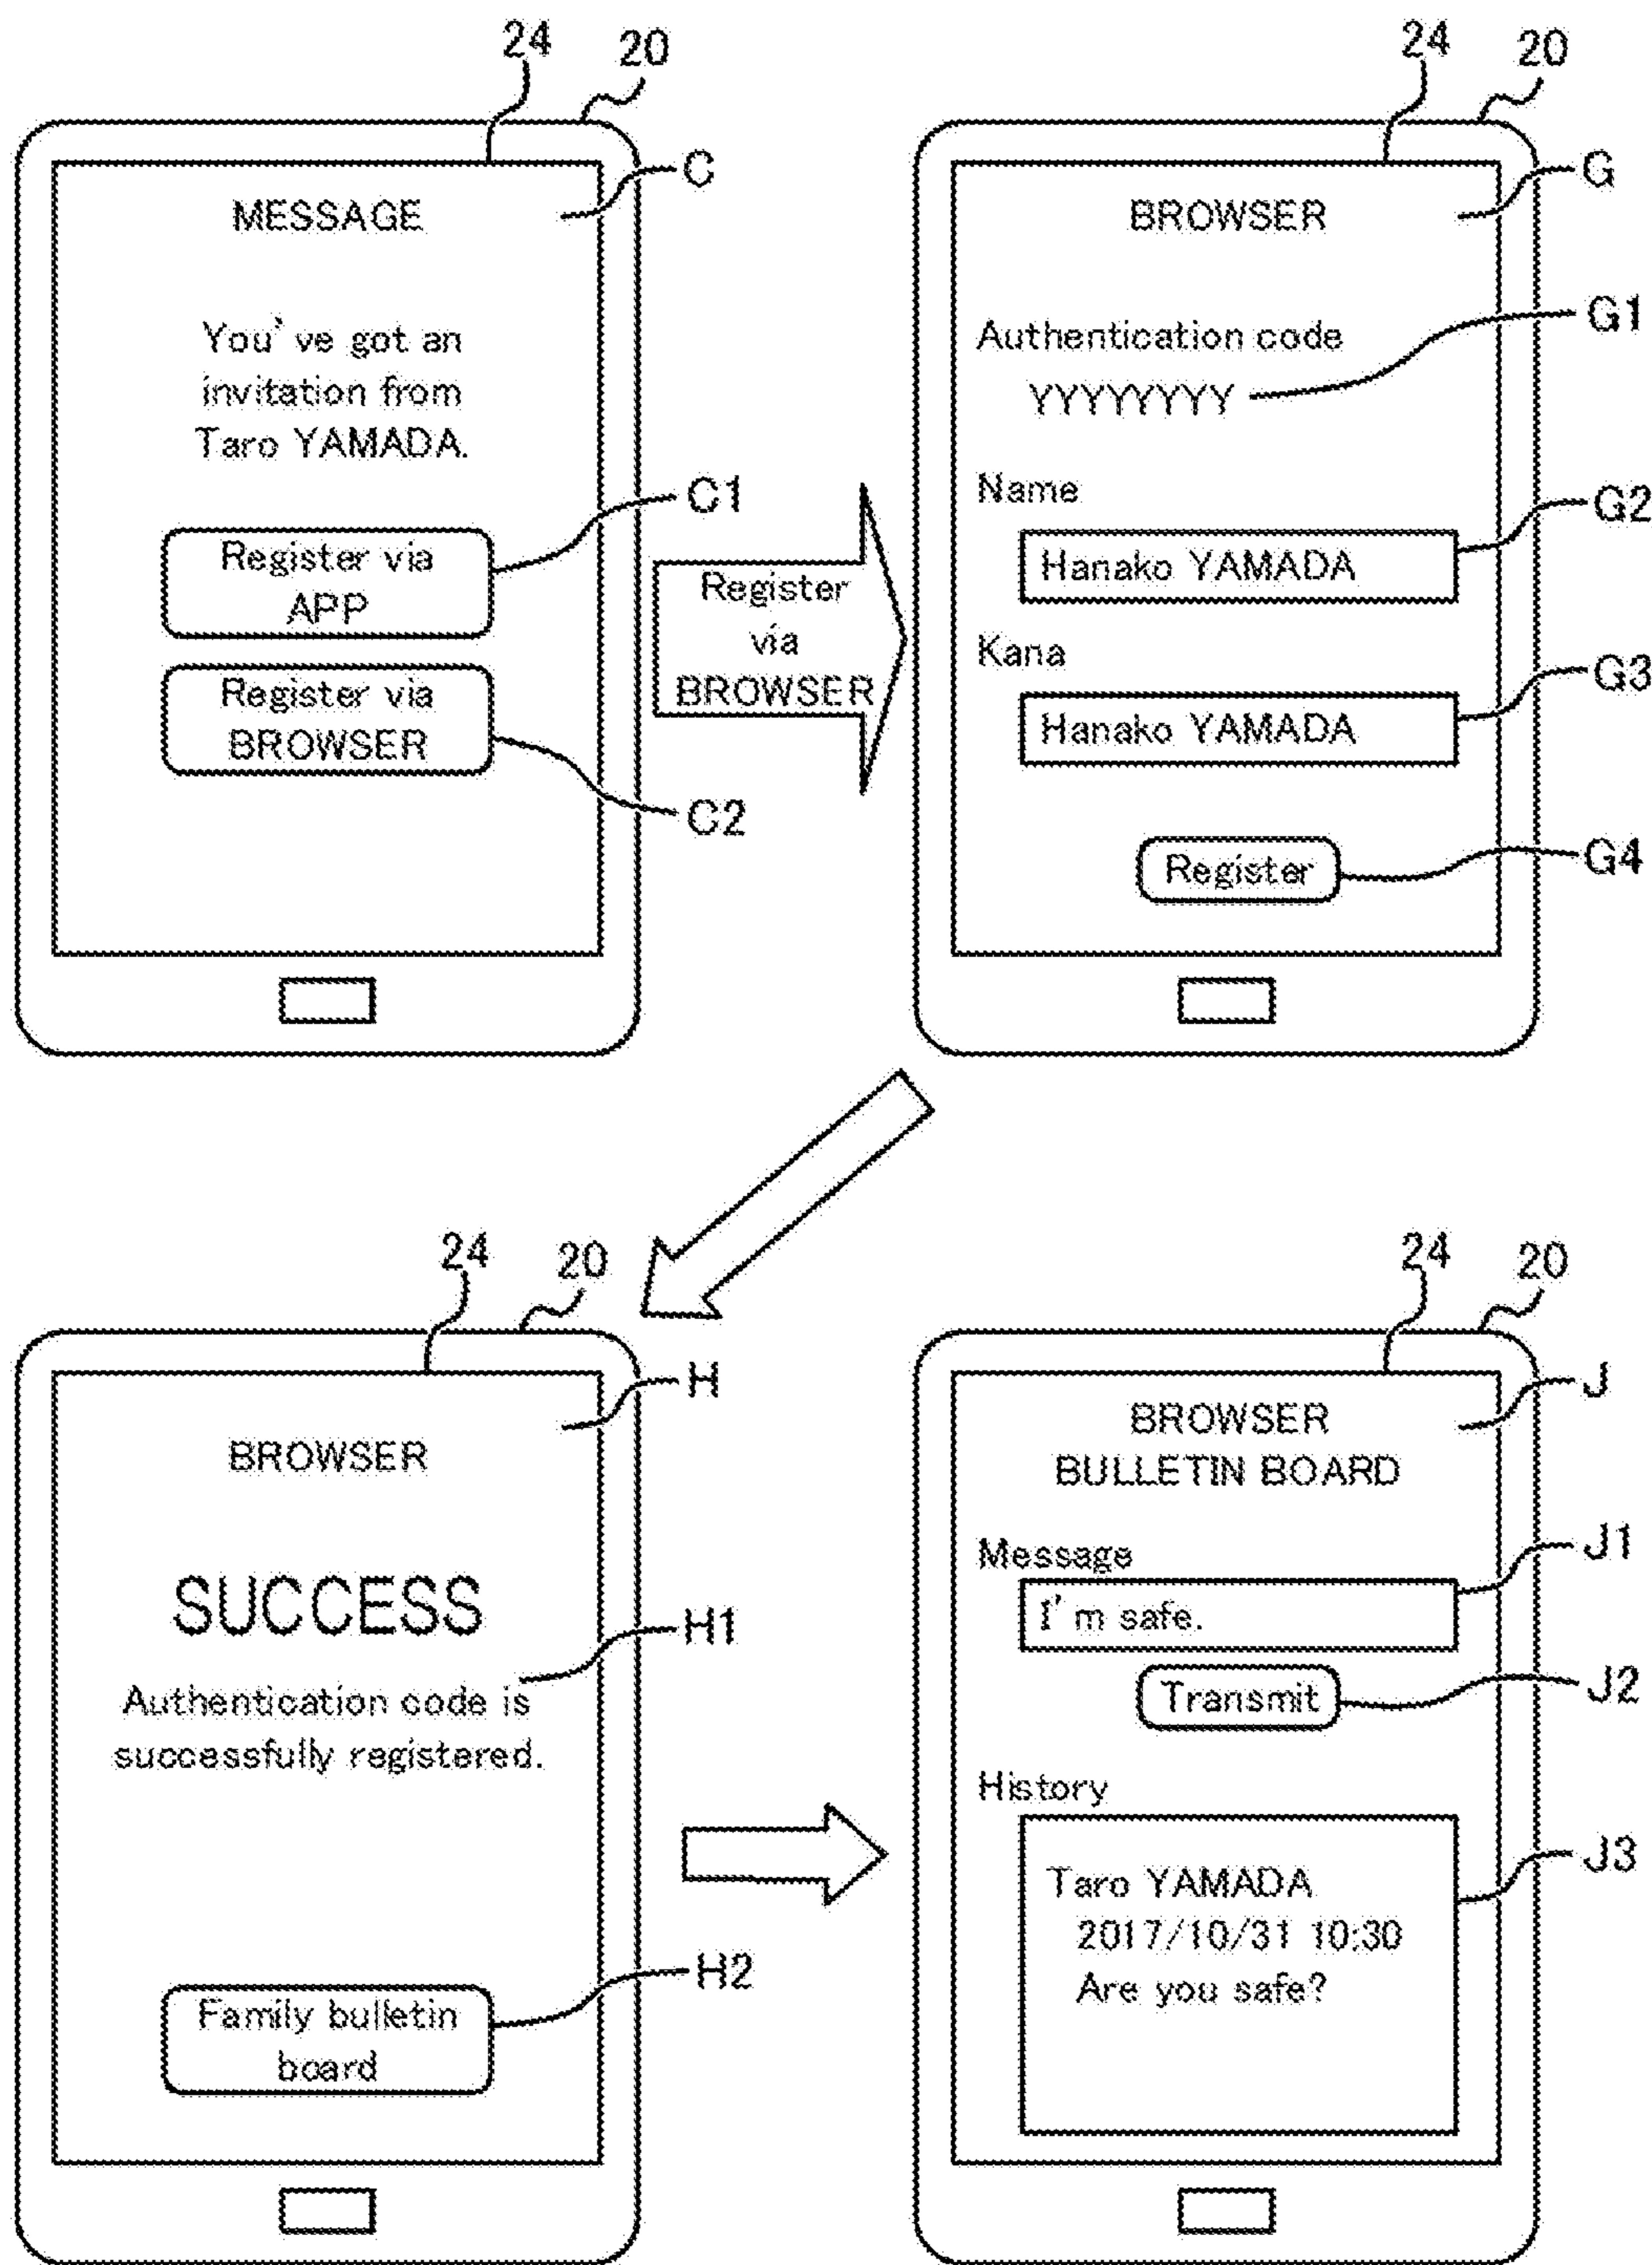 24
20
C
MESSAGE
You've got an
invitation from
Taro YAMADA.
C1
Register via
APP
Register via
BROWSER
C2
Register
via
BROWSER
24
20
G
BROWSER
G1
Authentication code
YYYYYYYY
Name
G2
Hanako YAMADA
Kana
G3
Hanako YAMADA
Register
G4
24
20
H
BROWSER
SUCCESS
H1
Authentication code is
successfully registered.
H2
Family bulletin
board
24
20
J
BROWSER
BULLETIN BOARD
J1
Message
I'm safe.
Transmit
J2
History
J3
Taro YAMADA
2017/10/31 10:30
Are you safe?